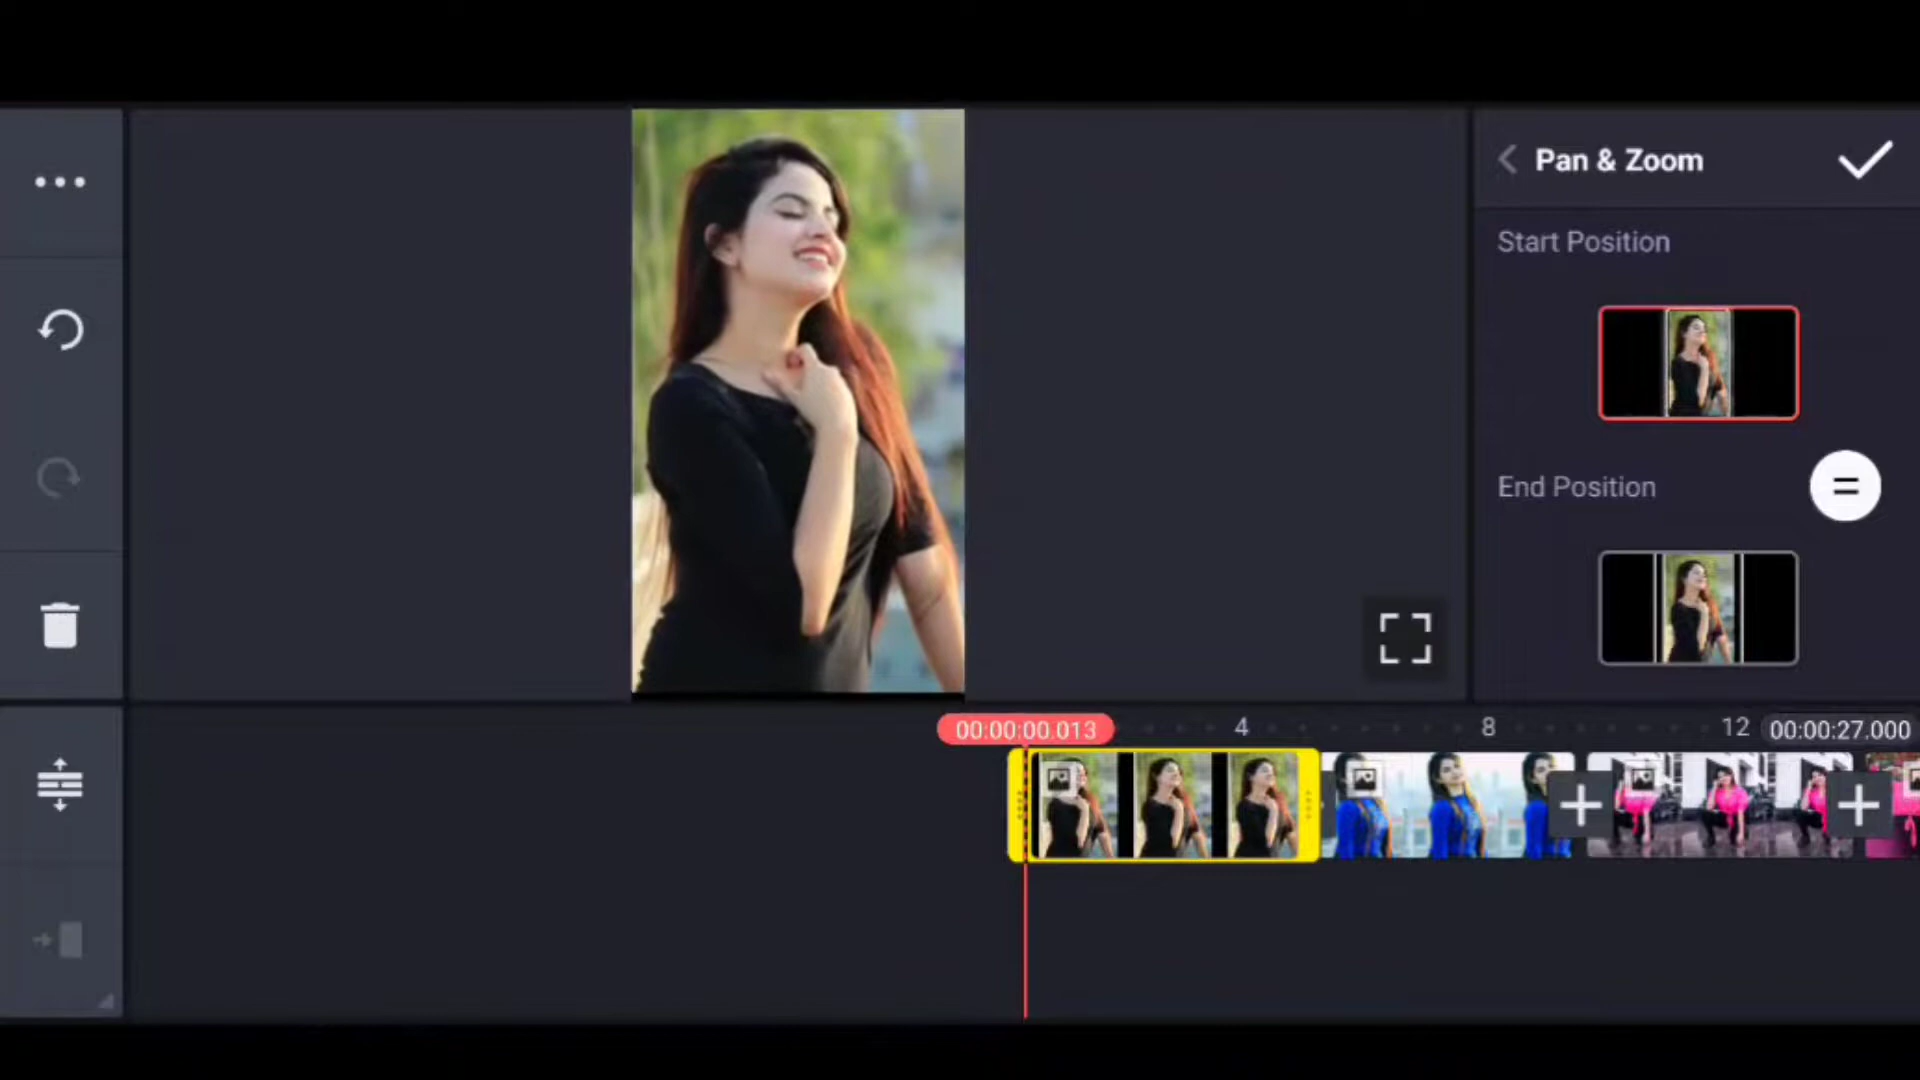 Pan & Zoom
Start Position
End Position
00:00:00.013
4
8
12
00:00:27.000